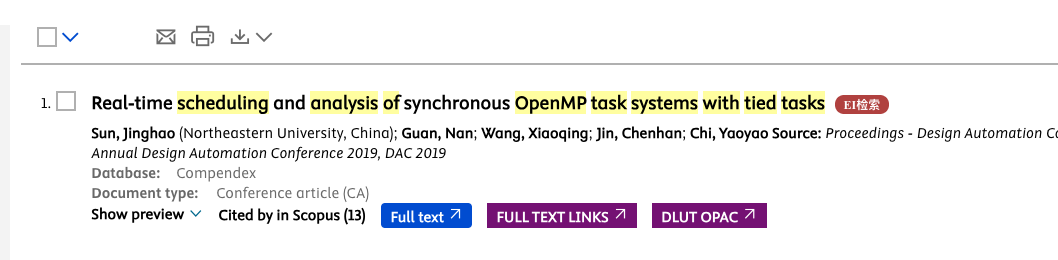 1. Real-time scheduling and analysis of synchronous OpenMP task systems with tied tasks EI检索
Sun, Jinghao (Northeastern University, China); Guan, Nan; Wang, Xiaoqing; Jin, Chenhan; Chi, Yaoyao Source: Proceedings - Design Automation Co
Annual Design Automation Conference 2019, DAC 2019
Database: Compendex
Document type: Conference article (CA)
Show preview Cited by in Scopus (13) Full text FULL TEXT LINKS DLUT OPAC